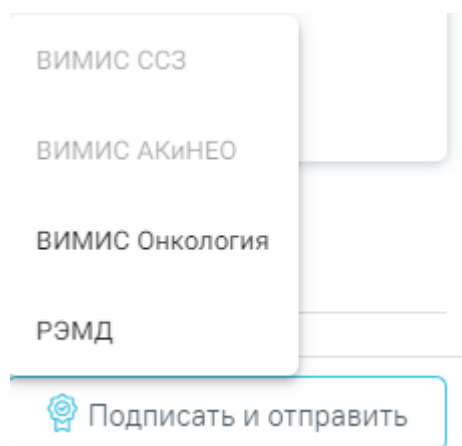 ВИМИС ССЗ
ВИМИС АКиНЕО
ВИМИС Онкология
РЭМД
Подписать и отправить